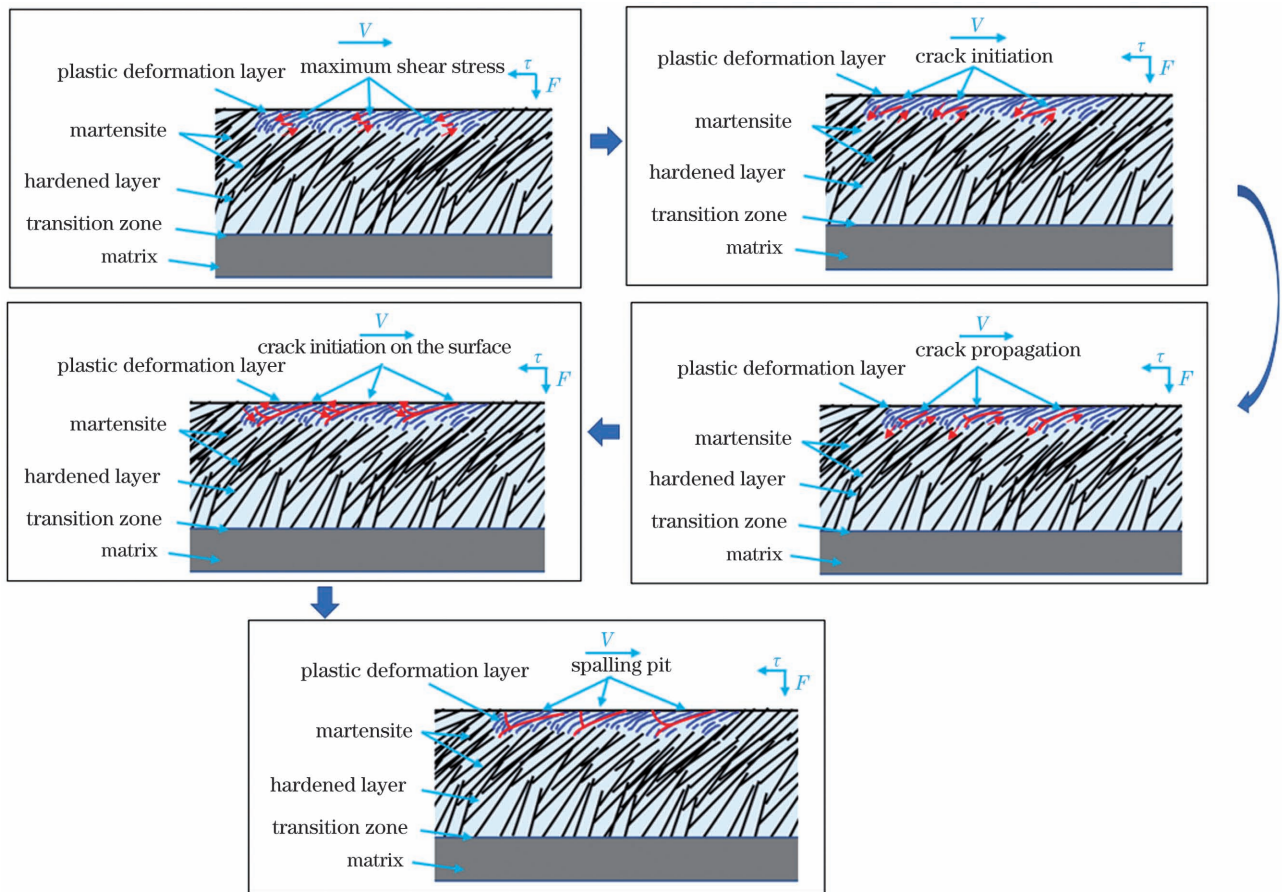 V
plastic deformation layer
maximum shear stress
τ
F
martensite
hardened layer
transition zone
matrix
V
plastic deformation layer
crack initiation
τ
F
martensite
hardened layer
transition zone
matrix
V
crack propagation
plastic deformation layer
τ
F
martensite
hardened layer
transition zone
matrix
V
crack initiation on the surface
plastic deformation layer
τ
F
martensite
hardened layer
transition zone
matrix
V
plastic deformation layer
spalling pit
τ
F
martensite
hardened layer
transition zone
matrix